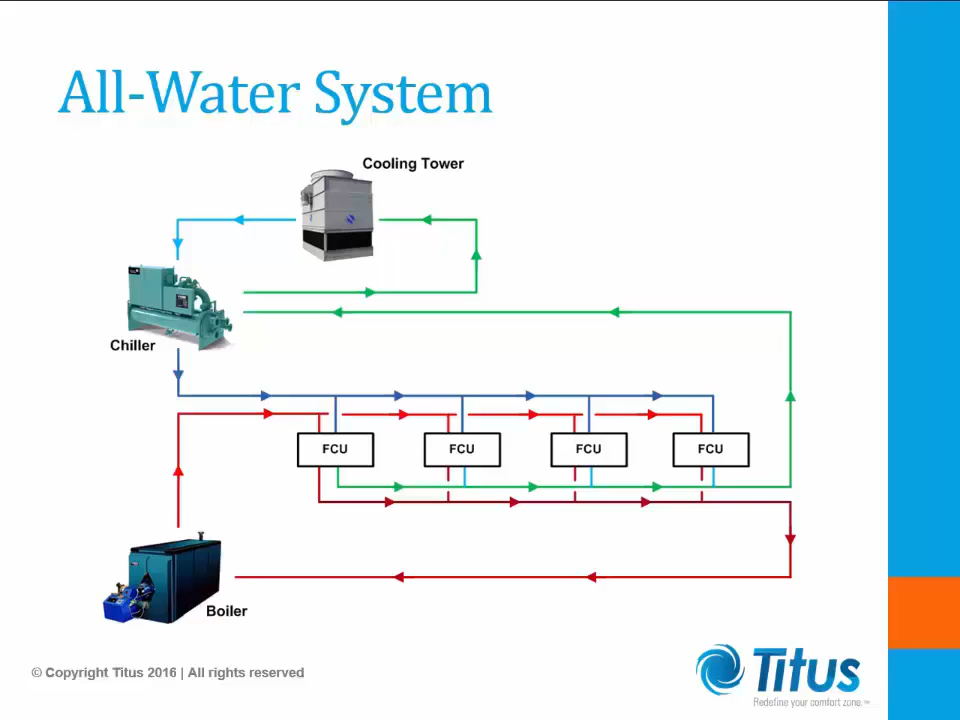 All-Water System
Cooling Tower
Chiller
FCU FCU FCU FCU
Boiler
© Copyright Titus 2016 | All rights reserved
Titus
Redefine your comfort zone.™